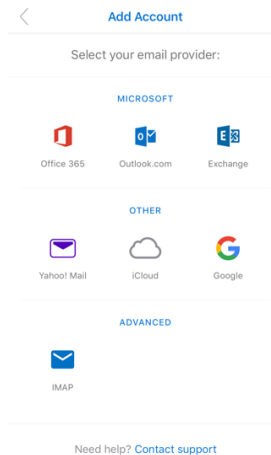 Add Account
Select your email provider:
MICROSOFT
Office 365 Outlook.com Exchange
OTHER
Yahoo! Mail iCloud Google
ADVANCED
IMAP
Need help? Contact support